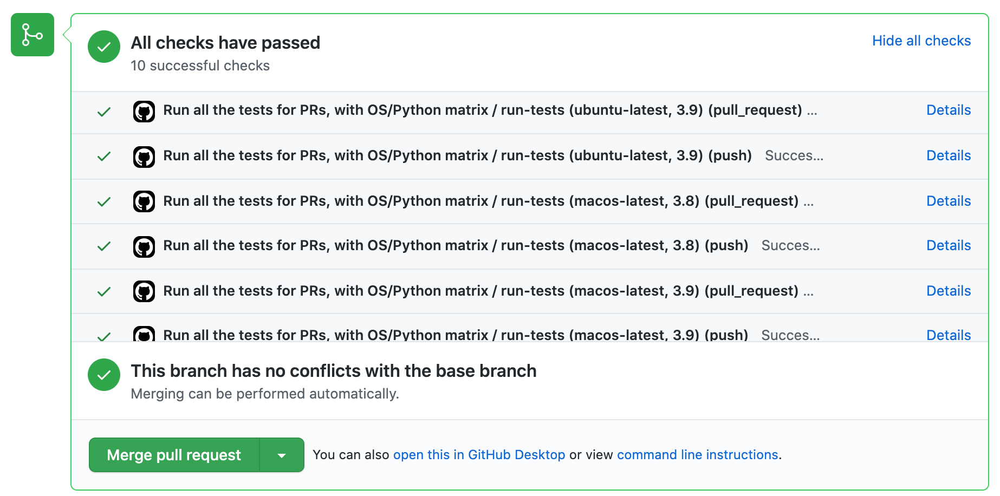 All checks have passed
Hide all checks
10 successful checks
Run all the tests for PRs, with OS/Python matrix / run-tests (ubuntu-latest, 3.9) (pull_request) ... Details
Run all the tests for PRs, with OS/Python matrix / run-tests (ubuntu-latest, 3.9) (push) Succes... Details
Run all the tests for PRs, with OS/Python matrix / run-tests (macos-latest, 3.8) (pull_request) ... Details
Run all the tests for PRs, with OS/Python matrix / run-tests (macos-latest, 3.8) (push) Succes... Details
Run all the tests for PRs, with OS/Python matrix / run-tests (macos-latest, 3.9) (pull_request) ... Details
Run all the tests for PRs, with OS/Python matrix / run-tests (macos-latest, 3.9) (push) Succes... Details
This branch has no conflicts with the base branch
Merging can be performed automatically.
Merge pull request
You can also open this in GitHub Desktop or view command line instructions.